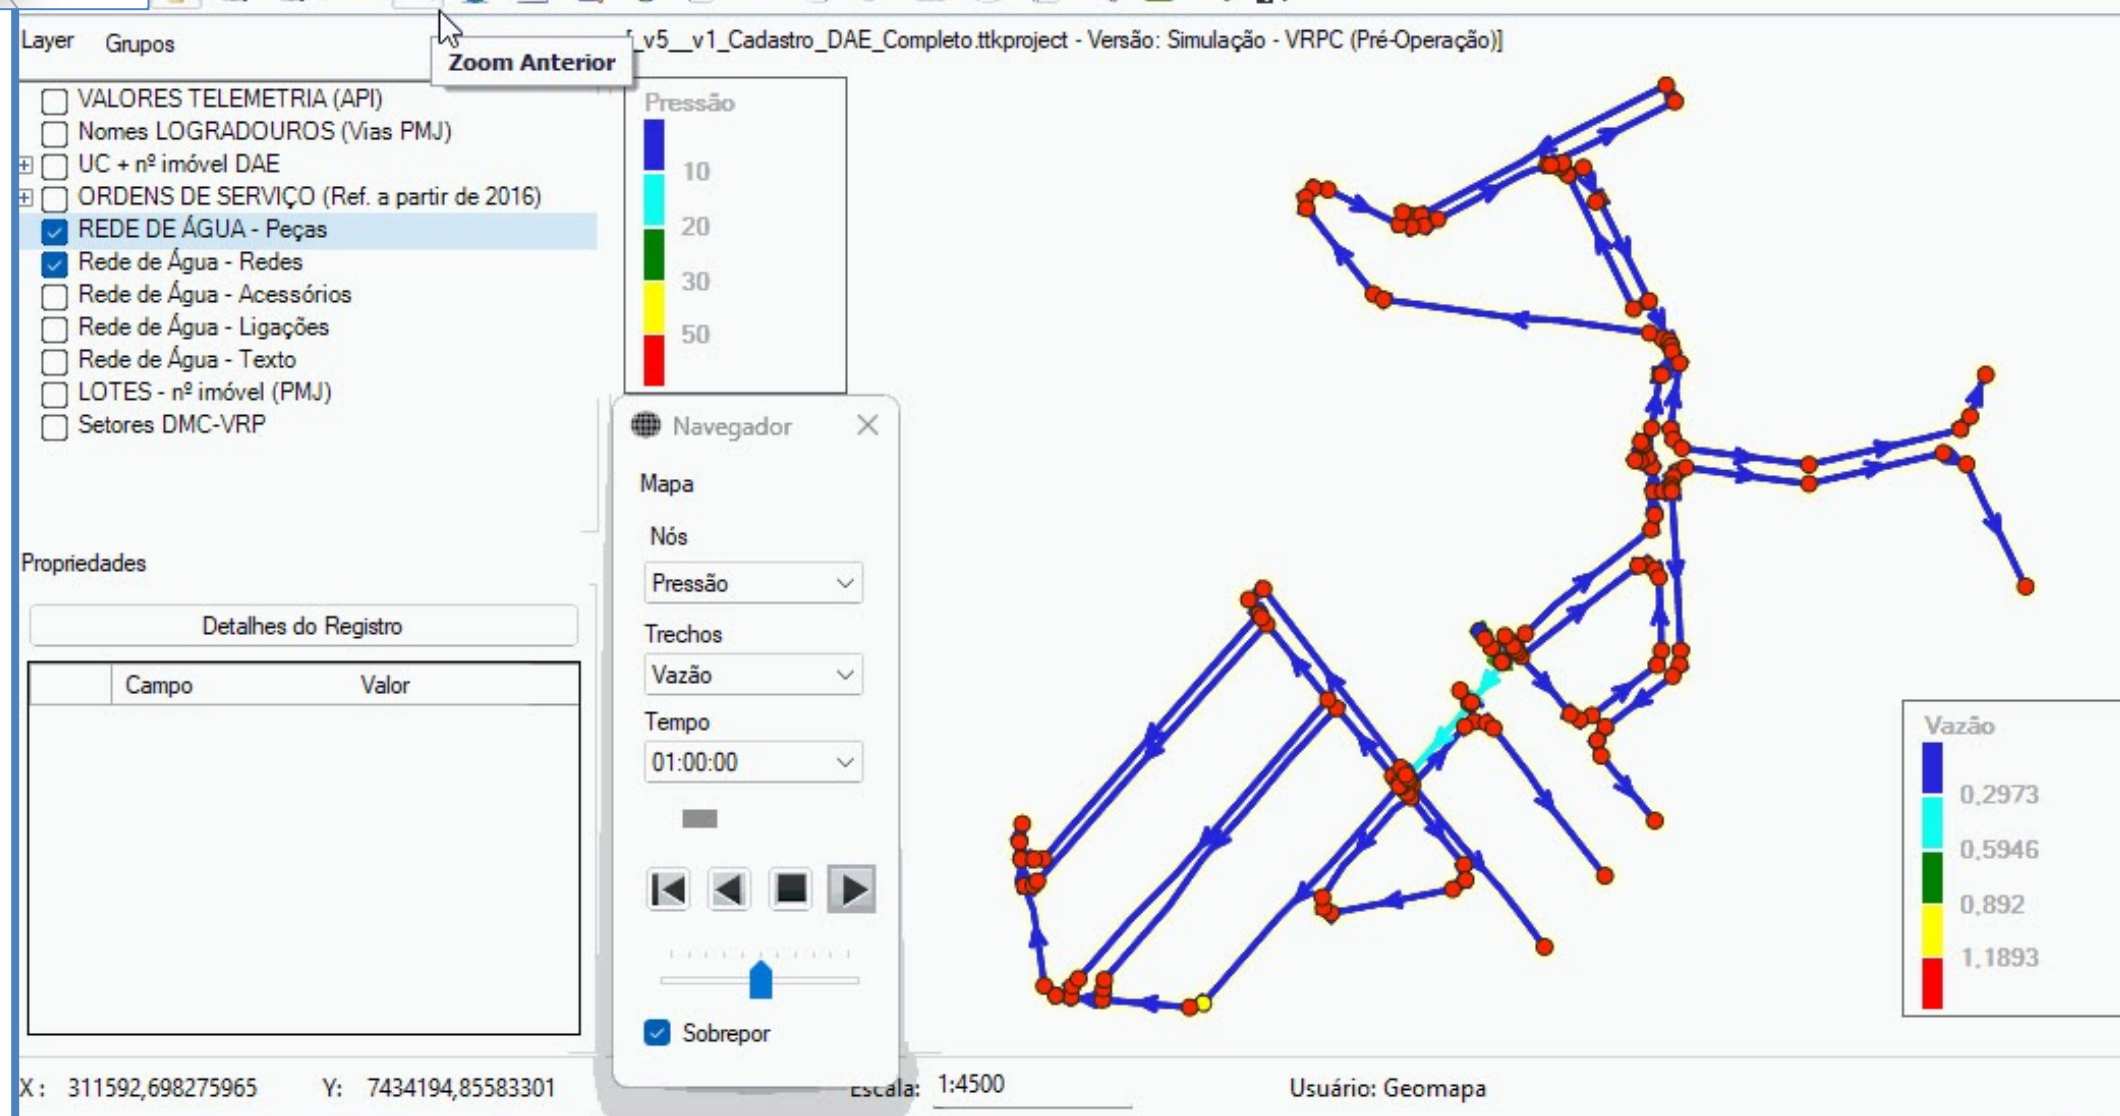 Layer Grupos
Zoom Anterior
_v5__v1_Cadastro_DAE_Completo.ttkproject - Versão: Simulação - VRPC (Pré-Operação)]
VALORES TELEMETRIA (API)
Nomes LOGRADOUROS (Vias PMJ)
UC + nº imóvel DAE
ORDENS DE SERVIÇO (Ref. a partir de 2016)
REDE DE ÁGUA - Peças
Rede de Água - Redes
Rede de Água - Acessórios
Rede de Água - Ligações
Rede de Água - Texto
LOTES - nº imóvel (PMJ)
Setores DMC-VRP
Propriedades
Detalhes do Registro
Campo Valor
Pressão
10
20
30
50
Navegador
Mapa
Nós
Pressão
Trechos
Vazão
Tempo
01:00:00
Sobrepor
Vazão
0,2973
0,5946
0,892
1,1893
X: 311592,698275965 Y: 7434194,85583301 Escala: 1:4500 Usuário: Geomapa